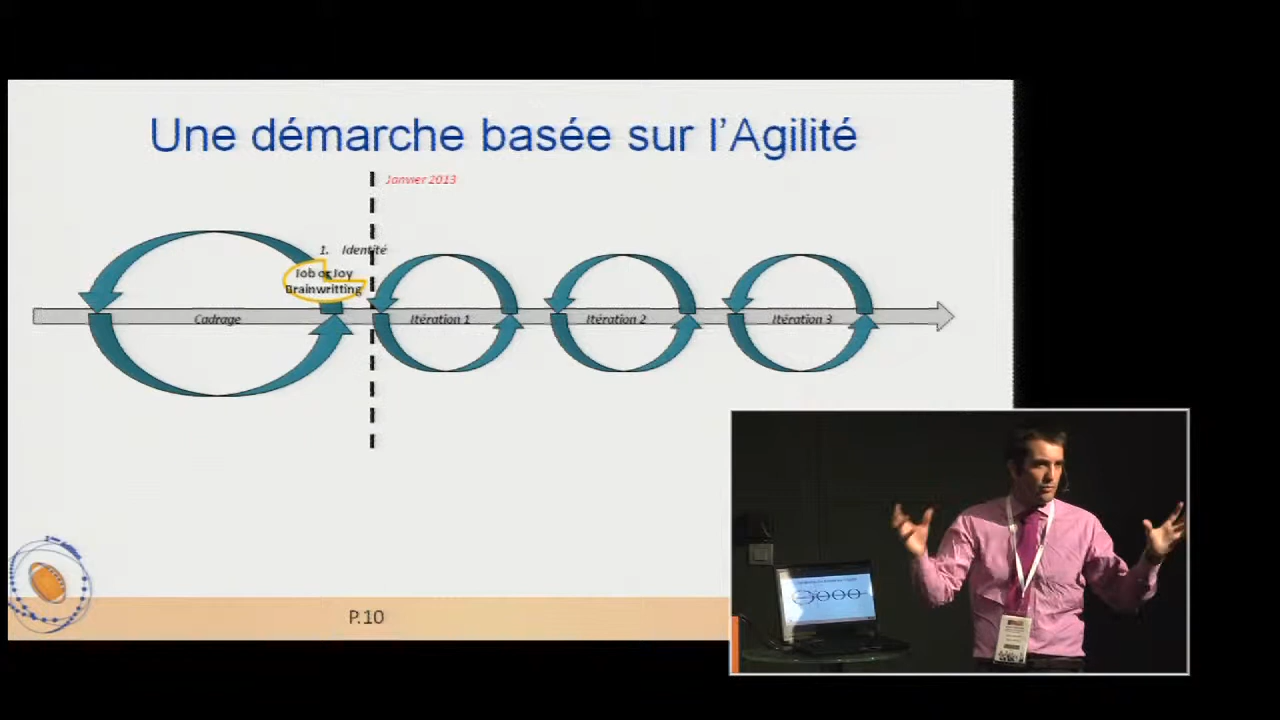 Une démarche basée sur l'Agilité
Janvier 2013
1. Identité
Job or Joy
Brainwritting
Cadrage
Itération 1
Itération 2
Itération 3
P.10